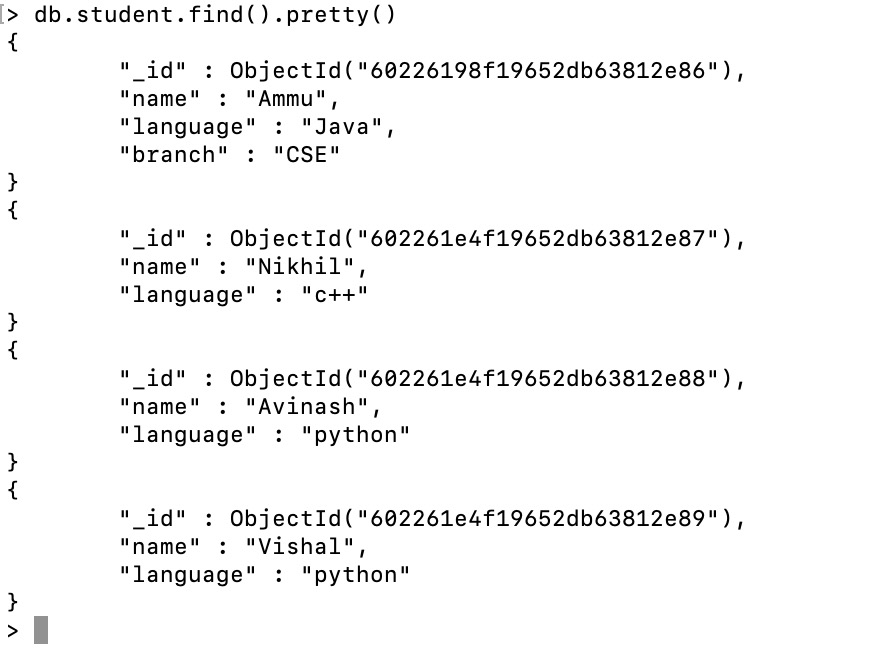 > db.student.find().pretty()
{
"_id" : ObjectId("60226198f19652db63812e86"),
"name" : "Ammu",
"language" : "Java",
"branch" : "CSE"
}
{
"_id" : ObjectId("602261e4f19652db63812e87"),
"name" : "Nikhil",
"language" : "c++"
}
{
"_id" : ObjectId("602261e4f19652db63812e88"),
"name" : "Avinash",
"language" : "python"
}
{
"_id" : ObjectId("602261e4f19652db63812e89"),
"name" : "Vishal",
"language" : "python"
}
>